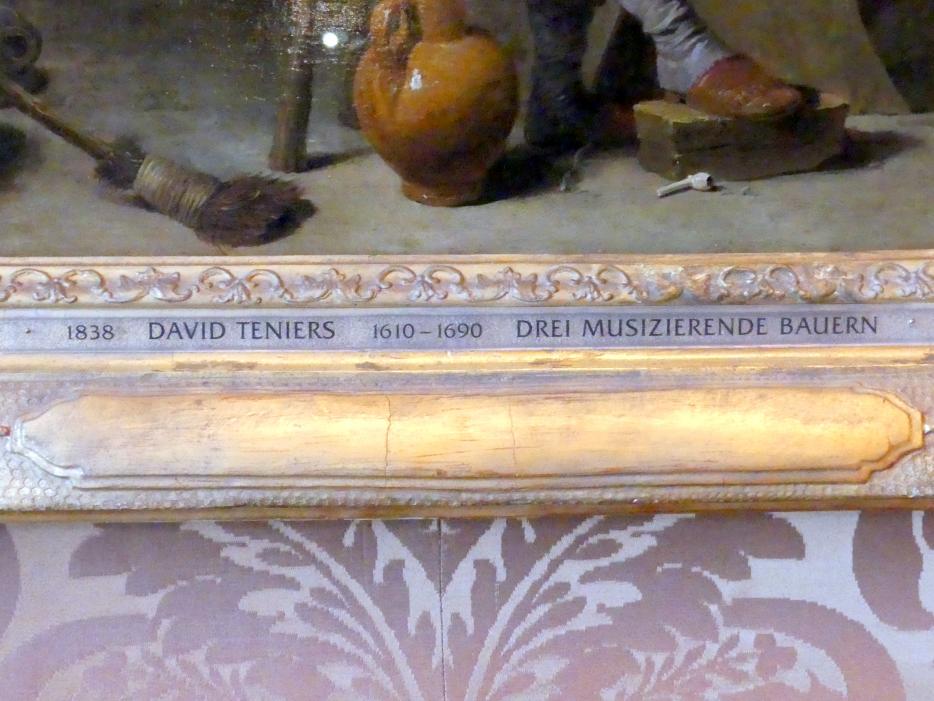 1838 DAVID TENIERS 1610–1690 DREI MUSIZIERENDE BAUERN